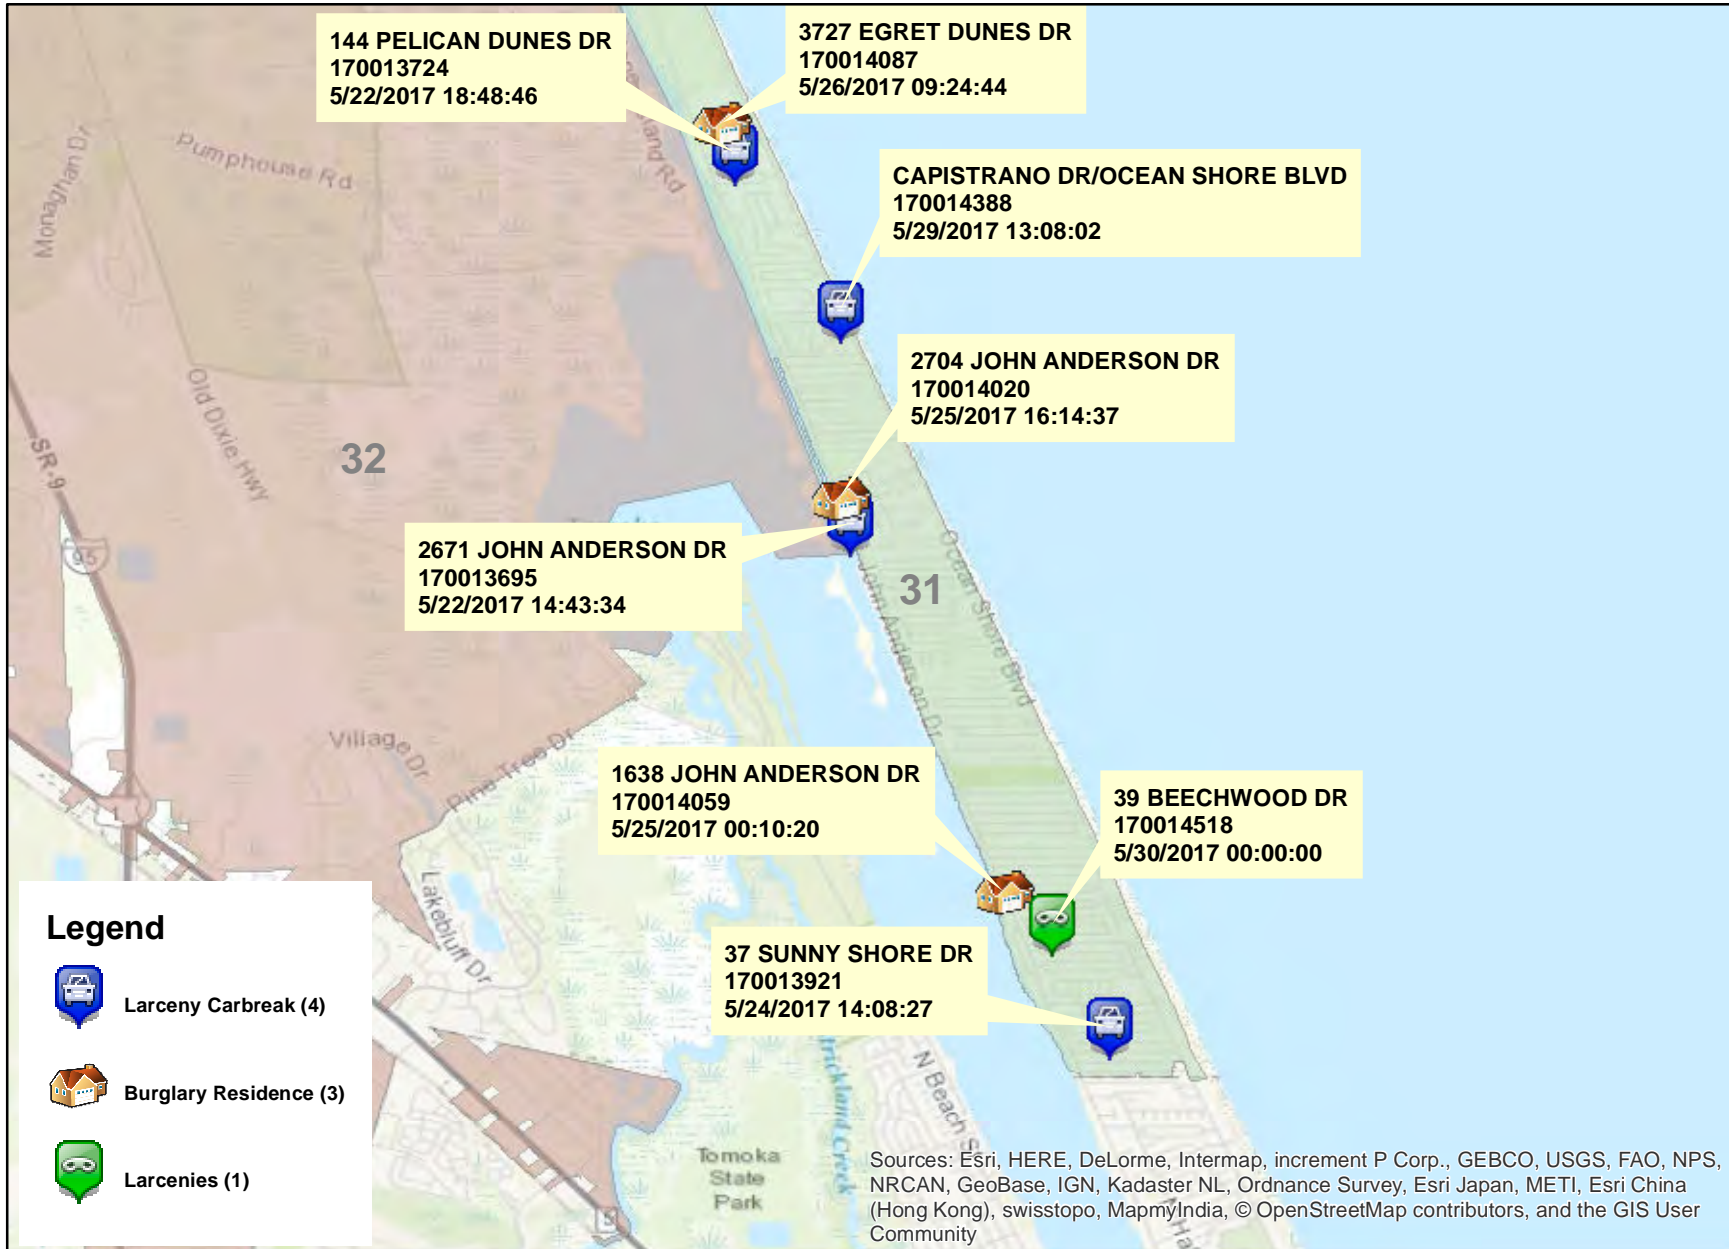 144 PELICAN DUNES DR
170013724
5/22/2017 18:48:46
3727 EGRET DUNES DR
170014087
5/26/2017 09:24:44
CAPISTRANO DR/OCEAN SHORE BLVD
170014388
5/29/2017 13:08:02
2704 JOHN ANDERSON DR
170014020
5/25/2017 16:14:37
2671 JOHN ANDERSON DR
170013695
5/22/2017 14:43:34
1638 JOHN ANDERSON DR
170014059
5/25/2017 00:10:20
39 BEECHWOOD DR
170014518
5/30/2017 00:00:00
37 SUNNY SHORE DR
170013921
5/24/2017 14:08:27
Monaghan Dr
Pumphouse Rd
Old Dixie Hwy
SR-9
95
32
31
Ocean Shore Blvd
John Anderson Dr
Village Dr
Pine Tree Dr
Lakebluff Dr
N Beach St
Tomoka
State
Park
5
Legend
Larceny Carbreak (4)
Burglary Residence (3)
Larcenies (1)
Sources: Esri, HERE, DeLorme, Intermap, increment P Corp., GEBCO, USGS, FAO, NPS,
NRCAN, GeoBase, IGN, Kadaster NL, Ordnance Survey, Esri Japan, METI, Esri China
(Hong Kong), swisstopo, MapmyIndia, © OpenStreetMap contributors, and the GIS User
Community